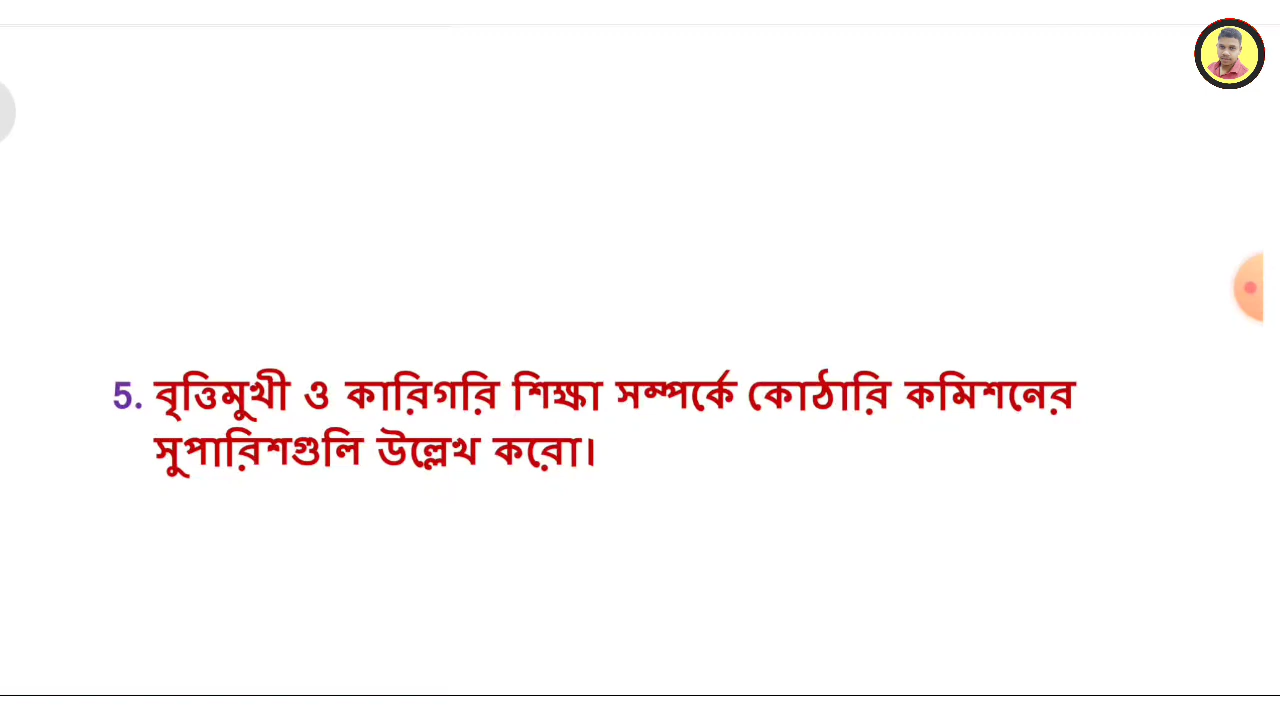 5. বৃত্তিমুখী ও কারিগরি শিক্ষা সম্পর্কে কোঠারি কমিশনের
সুপারিশগুলি উল্লেখ করো।